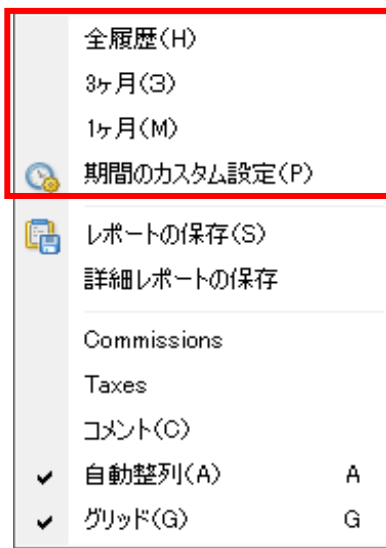 全履歴(H)
3ヶ月(3)
1ヶ月(M)
期間のカスタム設定(P)
レポートの保存(S)
詳細レポートの保存
Commissions
Taxes
コメント(C)
自動整列(A) A
グリッド(G) G